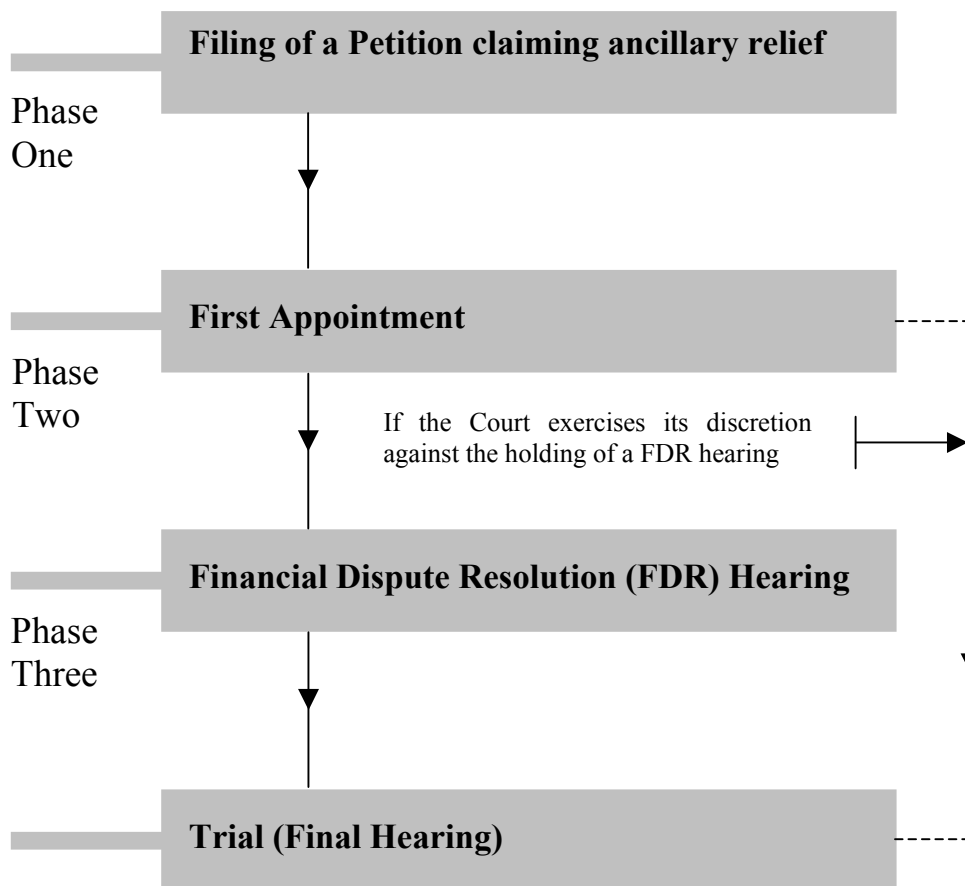 Filing of a Petition claiming ancillary relief
Phase
One
First Appointment
Phase
Two
If the Court exercises its discretion
against the holding of a FDR hearing
Financial Dispute Resolution (FDR) Hearing
Phase
Three
Trial (Final Hearing)